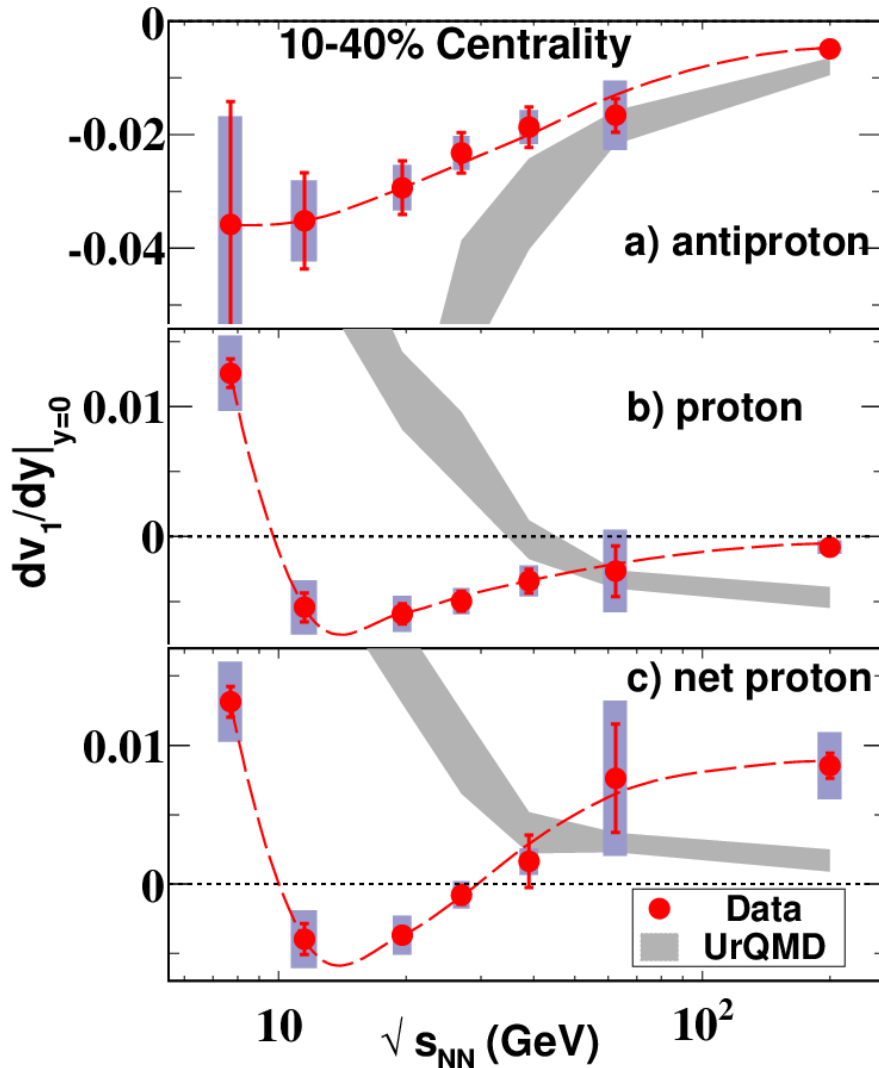 10-40% Centrality
0
-0.02
-0.04
a) antiproton
b) proton
0.01
0
c) net proton
0.01
0
dv₁/dy|y=0
Data
UrQMD
10
10²
√ sNN (GeV)